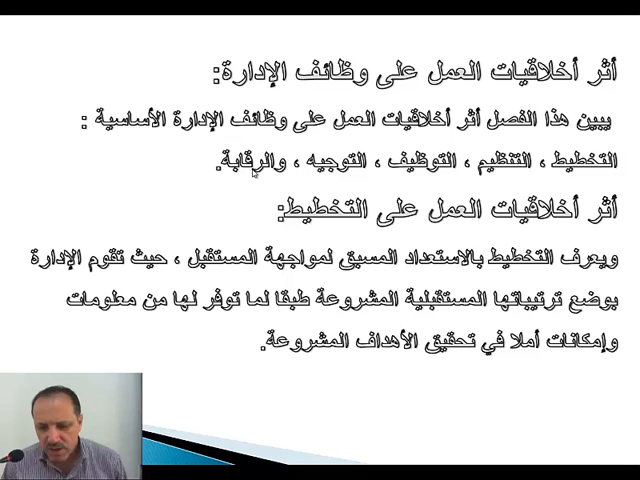 أثر أخلاقيات العمل على وظائف الإدارة:
يبين هذا الفصل أثر أخلاقيات العمل على وظائف الإدارة الأساسية :
التخطيط ، التنظيم ، التوظيف ، التوجيه ، والرقابة.
أثر أخلاقيات العمل على التخطيط:
ويعرف التخطيط بالاستعداد المسبق لمواجهة المستقبل ، حيث تقوم الإدارة
بوضع ترتيباتها المستقبلية المشروعة طبقا لما توفر لها من معلومات
وإمكانات أملا في تحقيق الأهداف المشروعة.